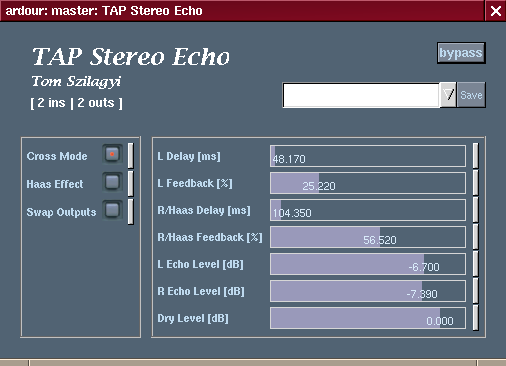 ardour: master: TAP Stereo Echo
TAP Stereo Echo
bypass
Tom Szilagyi
[ 2 ins | 2 outs ]
Save
Cross Mode
Haas Effect
Swap Outputs
L Delay [ms]
48.170
L Feedback [%]
25.220
R/Haas Delay [ms]
104.350
R/Haas Feedback [%]
56.520
L Echo Level [dB]
-6.700
R Echo Level [dB]
-7.390
Dry Level [dB]
0.000